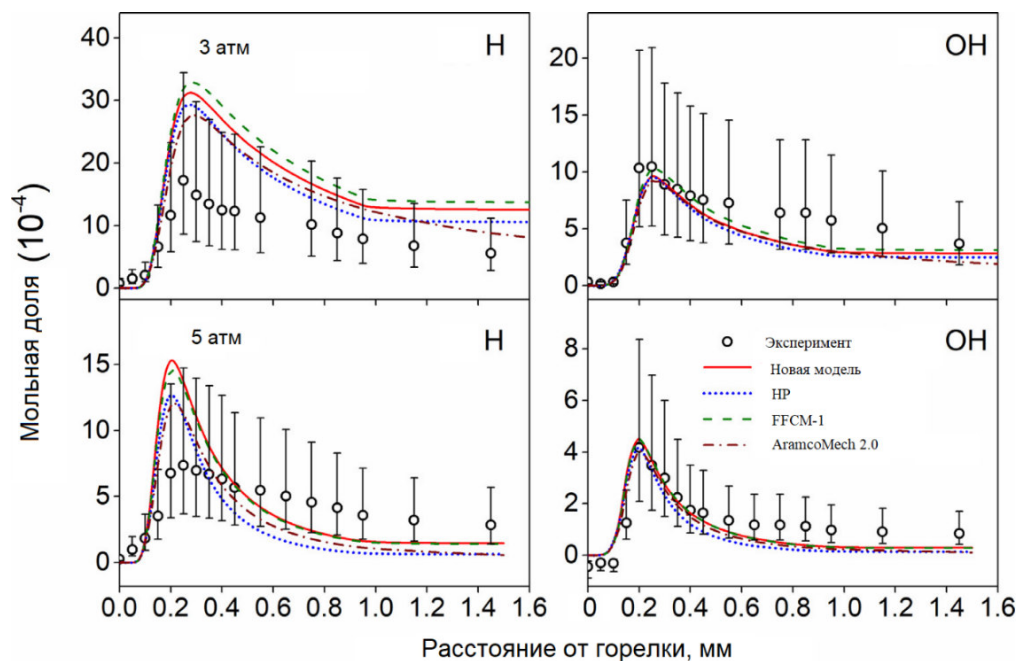 Мольная доля (10⁻⁴)
40
30
20
10
0
3 атм
H
20
15
10
5
0
OH
15
10
5
0
5 атм
H
8
6
4
2
0
OH
Эксперимент
Новая модель
HP
FFCM-1
AramcoMech 2.0
0.0 0.2 0.4 0.6 0.8 1.0 1.2 1.4 1.6
0 0.2 0.4 0.6 0.8 1.0 1.2 1.4 1.6
Расстояние от горелки, мм